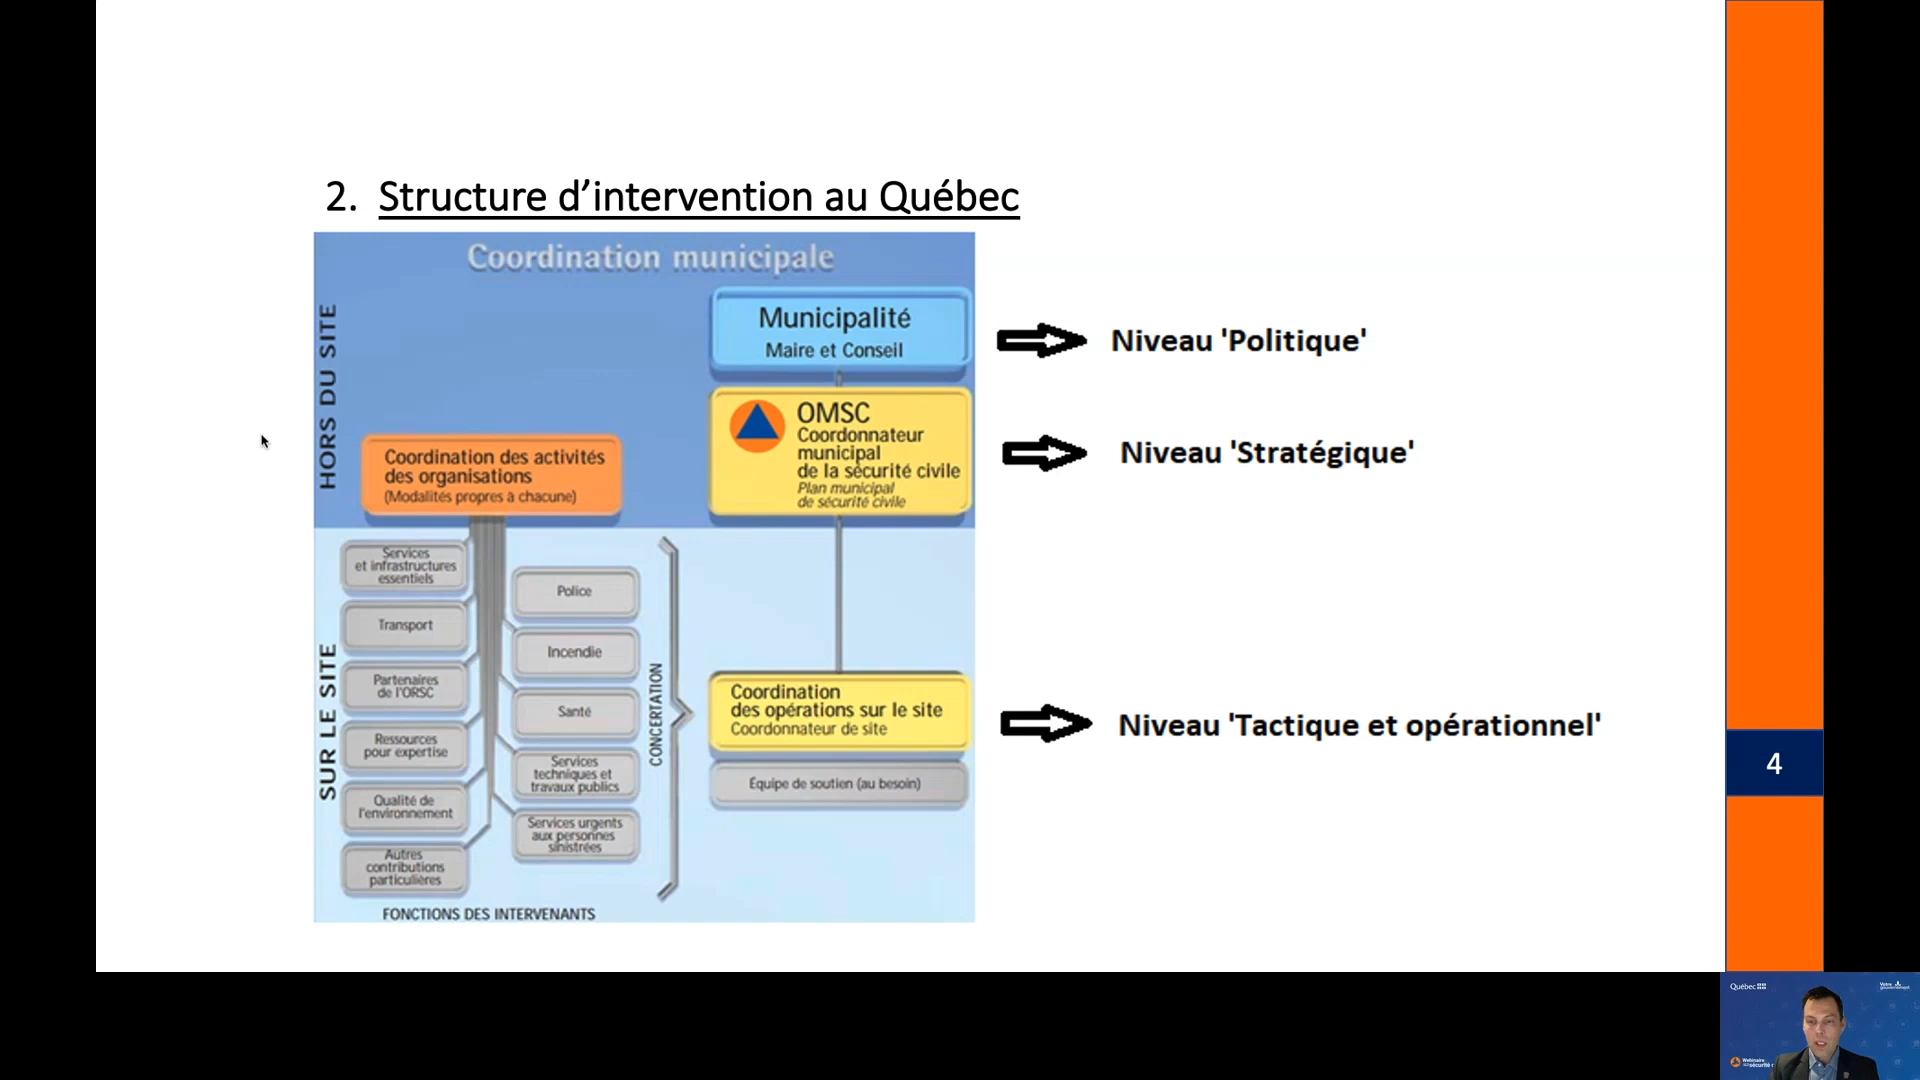 2. Structure d’intervention au Québec
Coordination municipale
HORS DU SITE
Municipalité
Maire et Conseil
Niveau 'Politique'
OMSC
Coordonnateur
municipal
de la sécurité civile
Plan municipal
de sécurité civile
Niveau 'Stratégique'
Coordination des activités
des organisations
(Modalités propres à chacune)
SUR LE SITE
Services
et infrastructures
essentiels
Transport
Partenaires
de l'ORSC
Ressources
pour expertise
Qualité de
l'environnement
Autres
contributions
particulières
Police
Incendie
Santé
Services
techniques et
travaux publics
Services urgents
aux personnes
sinistrées
CONCERTATION
Coordination
des opérations sur le site
Coordonnateur de site
Niveau 'Tactique et opérationnel'
Équipe de soutien (au besoin)
FONCTIONS DES INTERVENANTS
4
Québec
Votre
gouvernement
Webinaire
sécurité